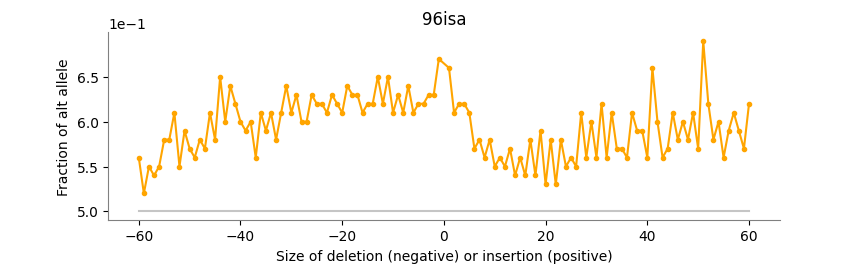 96isa
1e−1
Fraction of alt allele
6.5
6.0
5.5
5.0
−60 −40 −20 0 20 40 60
Size of deletion (negative) or insertion (positive)